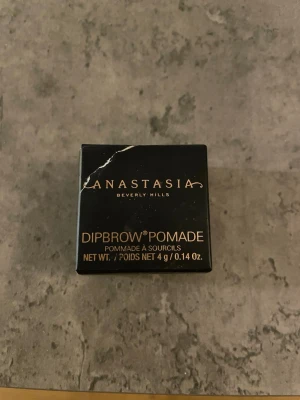 ANASTASIA
BEVERLY HILLS
DIPBROW® POMADE
POMMADE À SOURCILS
NET WT. / POIDS NET 4 g / 0.14 Oz.